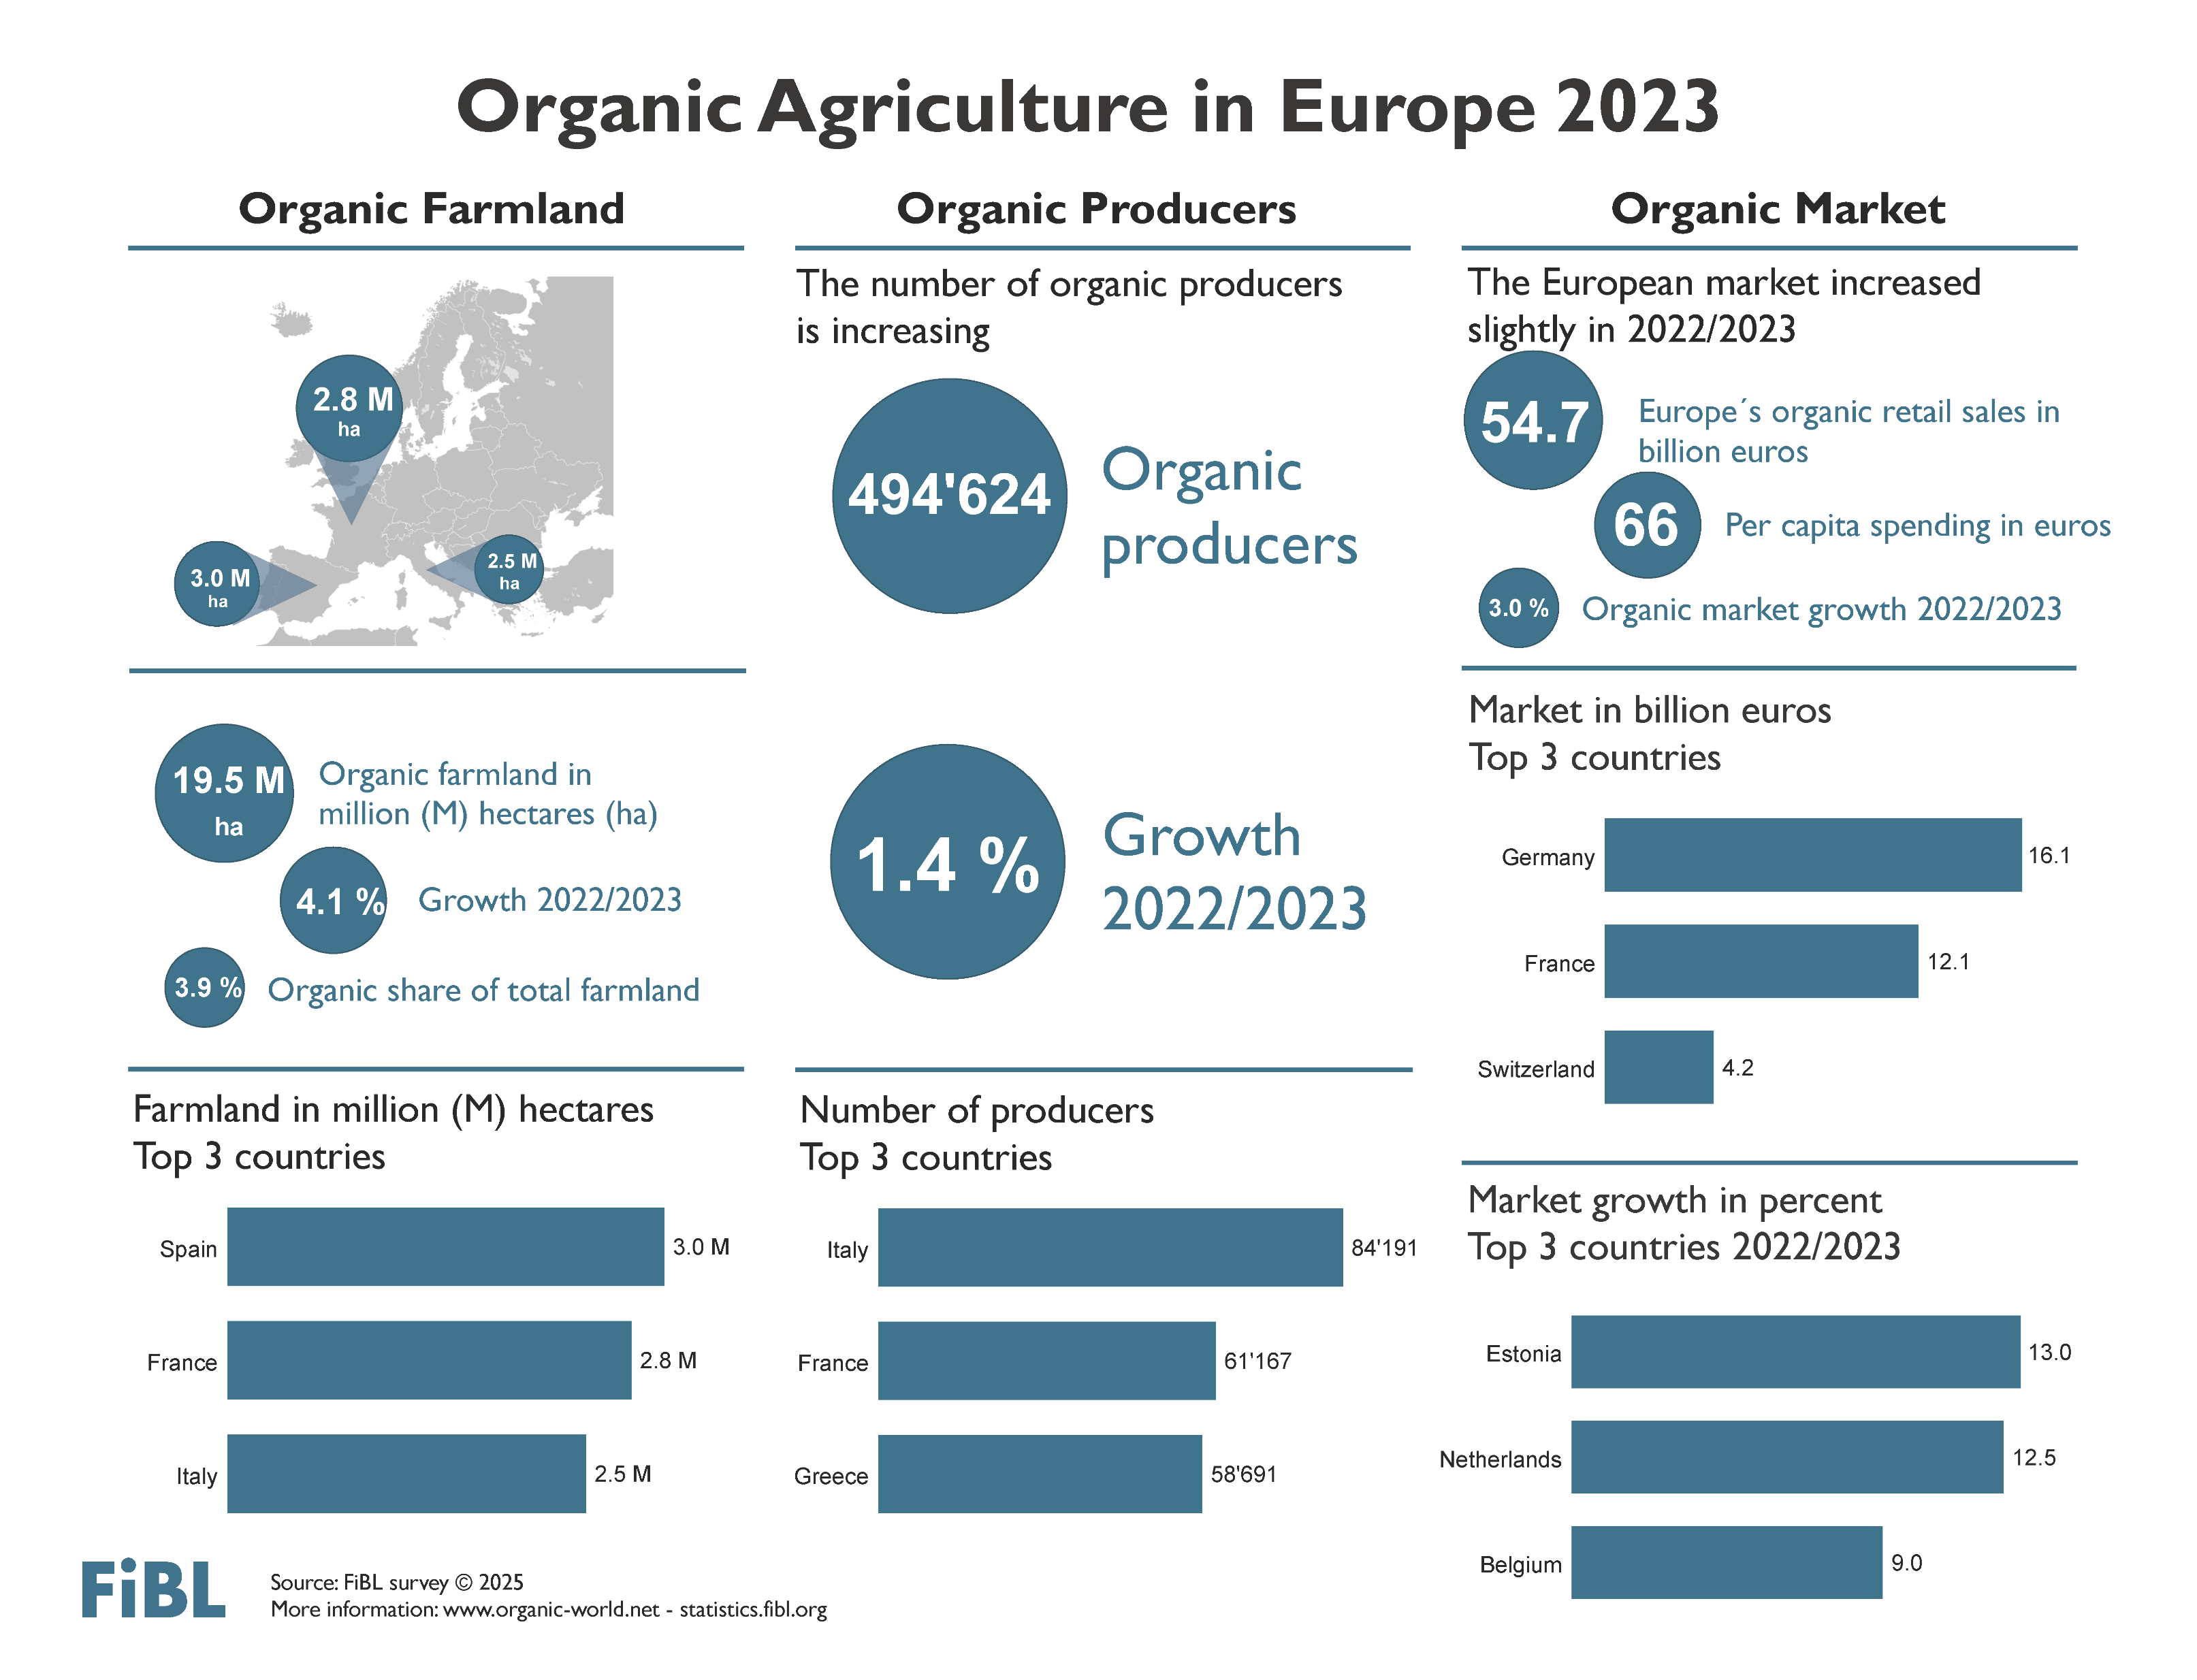 Organic Agriculture in Europe 2023
Organic Farmland
2.8 M
ha
3.0 M
ha
2.5 M
ha
19.5 M
ha
Organic farmland in
million (M) hectares (ha)
4.1 %
Growth 2022/2023
3.9 %
Organic share of total farmland
Farmland in million (M) hectares
Top 3 countries
Spain 3.0 M
France 2.8 M
Italy 2.5 M
Organic Producers
The number of organic producers
is increasing
494'624
Organic
producers
1.4 %
Growth
2022/2023
Number of producers
Top 3 countries
Italy 84'191
France 61'167
Greece 58'691
Organic Market
The European market increased
slightly in 2022/2023
54.7
Europe´s organic retail sales in
billion euros
66
Per capita spending in euros
3.0 %
Organic market growth 2022/2023
Market in billion euros
Top 3 countries
Germany 16.1
France 12.1
Switzerland 4.2
Market growth in percent
Top 3 countries 2022/2023
Estonia 13.0
Netherlands 12.5
Belgium 9.0
FiBL
Source: FiBL survey © 2025
More information: www.organic-world.net - statistics.fibl.org